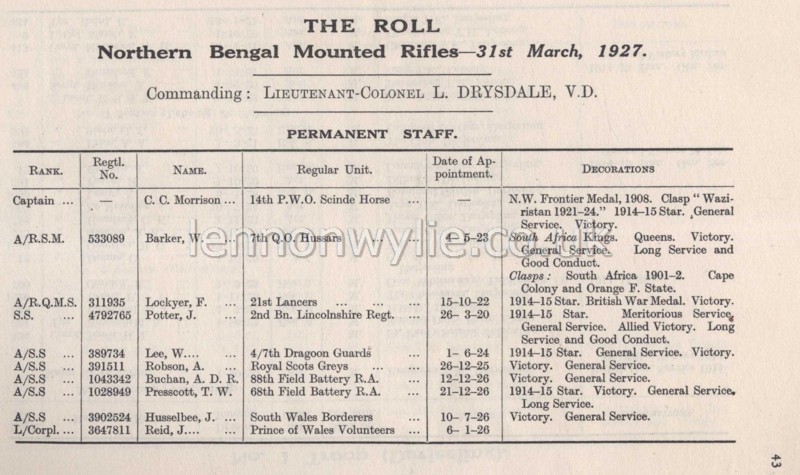 THE ROLL
Northern Bengal Mounted Rifles—31st March, 1927.
Commanding: LIEUTENANT-COLONEL L. DRYSDALE, V.D.
PERMANENT STAFF.
RANK. Regtl. No. NAME. Regular Unit. Date of Ap-pointment. DECORATIONS
Captain ... — C. C. Morrison ... 14th P.W.O. Scinde Horse ... — N.W. Frontier Medal, 1908. Clasp "Wazi-
ristan 1921-24." 1914-15 Star. General
Service. Victory.
A/R.S.M. 533089 Barker, W. ... 7th Q.O. Hussars ... ... 4- 5-23 South Africa Kings. Queens. Victory.
General Service. Long Service and
Good Conduct.
Clasps: South Africa 1901-2. Cape
Colony and Orange F. State.
A/R.Q.M.S. 311935 Lockyer, F. ... 21st Lancers ... ... ... 15-10-22 1914-15 Star. British War Medal. Victory.
S.S. ... 4792765 Potter, J. ... 2nd Bn. Lincolnshire Regt. ... 26- 3-20 1914-15 Star. Meritorious Service,
General Service. Allied Victory. Long
Service and Good Conduct.
A/S.S ... 389734 Lee, W.... ... 4/7th Dragoon Guards ... 1- 6-24 1914-15 Star. General Service. Victory.
A/S.S ... 391511 Robson, A. ... Royal Scots Greys ... ... 26-12-25 Victory. General Service.
A/S.S ... 1043342 Buchan, A. D. R. 88th Field Battery R.A. ... 12-12-26 Victory. General Service.
A/S.S ... 1028949 Presscott, T. W. 68th Field Battery R.A. ... 21-12-26 1914-15 Star. Victory. General Service.
Long Service.
A/S.S ... 3902524 Husselbee, J. ... South Wales Borderers ... 10- 7-26 Victory. General Service.
L/Corpl. ... 3647811 Reid, J.... ... Prince of Wales Volunteers ... 6- 1-26
43
lennonwylie.co.uk